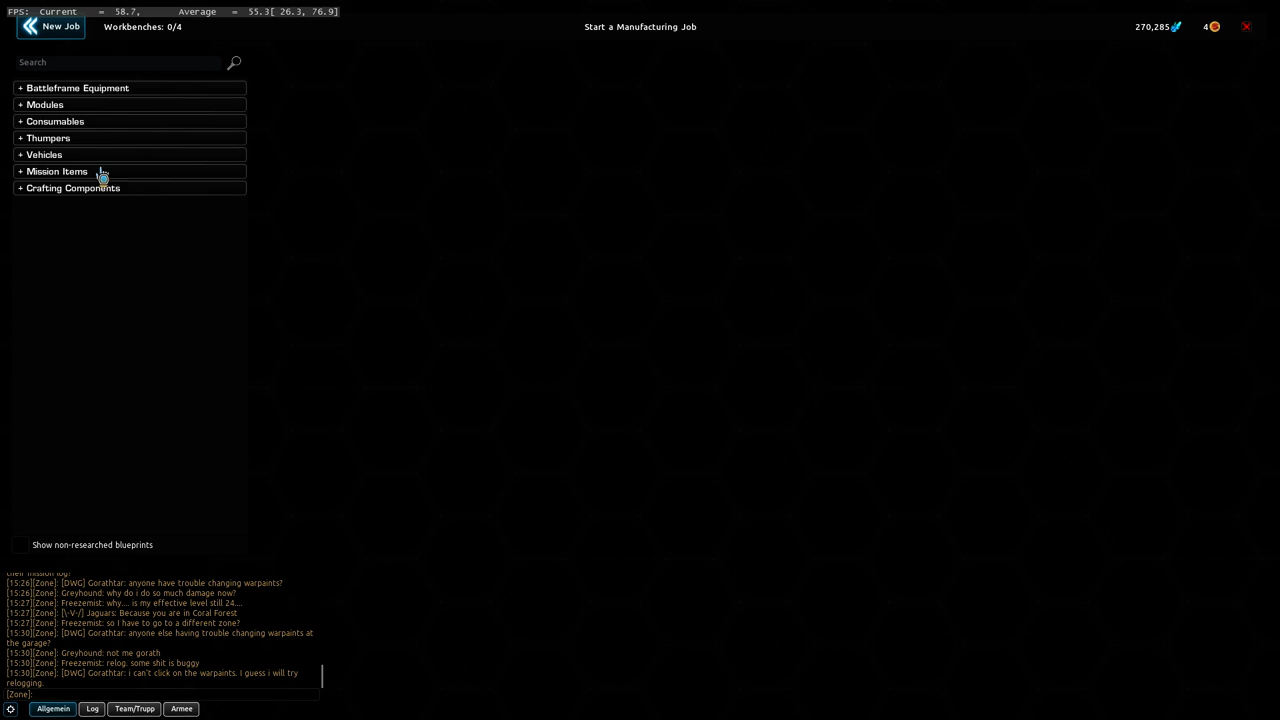 FPS: Current = 58.7, Average = 55.3[ 26.3, 76.9]
New Job
Workbenches: 0/4
Start a Manufacturing Job
270,285
4
Search
+ Battleframe Equipment
+ Modules
+ Consumables
+ Thumpers
+ Vehicles
+ Mission Items
+ Crafting Components
Show non-researched blueprints
their mission log?
[15:26][Zone]: [DWG] Gorathtar: anyone have trouble changing warpaints?
[15:26][Zone]: Greyhound: why do i do so much damage now?
[15:27][Zone]: Freezemist: why.... is my effective level still 24....
[15:27][Zone]: [\-V-/] Jaguars: Because you are in Coral Forest
[15:27][Zone]: Freezemist: so I have to go to a different zone?
[15:30][Zone]: [DWG] Gorathtar: anyone else having trouble changing warpaints at
the garage?
[15:30][Zone]: Greyhound: not me gorath
[15:30][Zone]: Freezemist: relog. some shit is buggy
[15:30][Zone]: [DWG] Gorathtar: i can't click on the warpaints. I guess i will try
relogging.
[Zone]:
Allgemein
Log
Team/Trupp
Armee